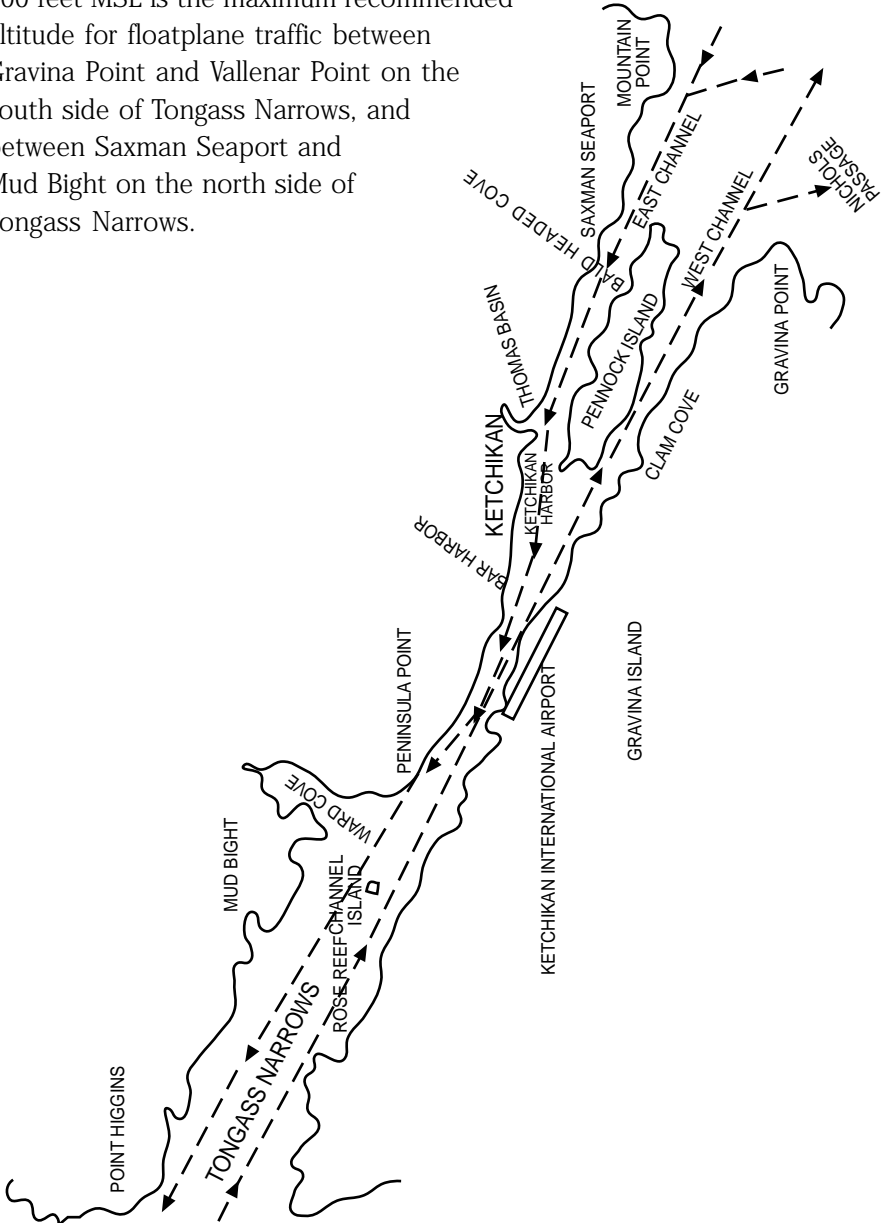 00 feet MSL is the maximum recommended
ltitude for floatplane traffic between
Gravina Point and Vallenar Point on the
outh side of Tongass Narrows, and
between Saxman Seaport and
Mud Bight on the north side of
Tongass Narrows.
MOUNTAIN
POINT
SAXMAN SEAPORT
EAST CHANNEL
BALD HEADED COVE
WEST CHANNEL
NICHOLS
PASSAGE
THOMAS BASIN
PENNOCK ISLAND
GRAVINA POINT
KETCHIKAN
KETCHIKAN
HARBOR
CLAM COVE
BAR HARBOR
PENINSULA POINT
KETCHIKAN INTERNATIONAL AIRPORT
GRAVINA ISLAND
WARD COVE
MUD BIGHT
CHANNEL
ISLAND
ROSE REEF
TONGASS NARROWS
POINT HIGGINS